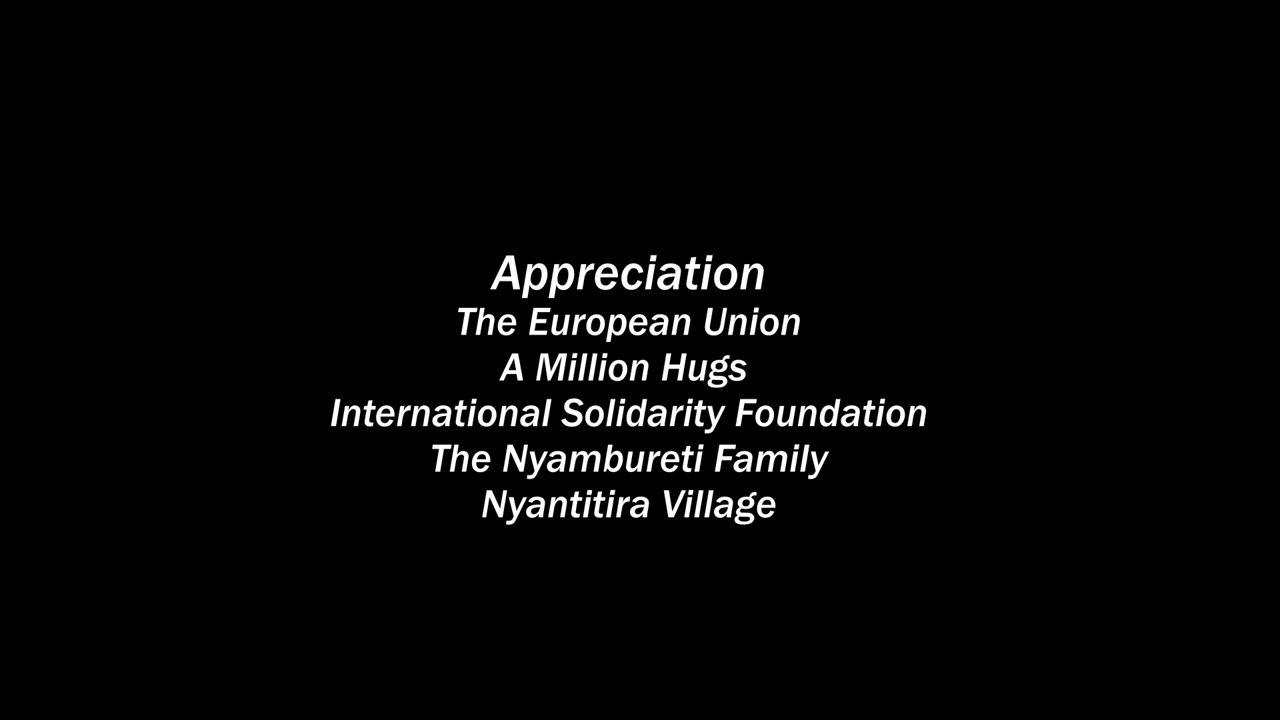 Appreciation
The European Union
A Million Hugs
International Solidarity Foundation
The Nyambureti Family
Nyantitira Village